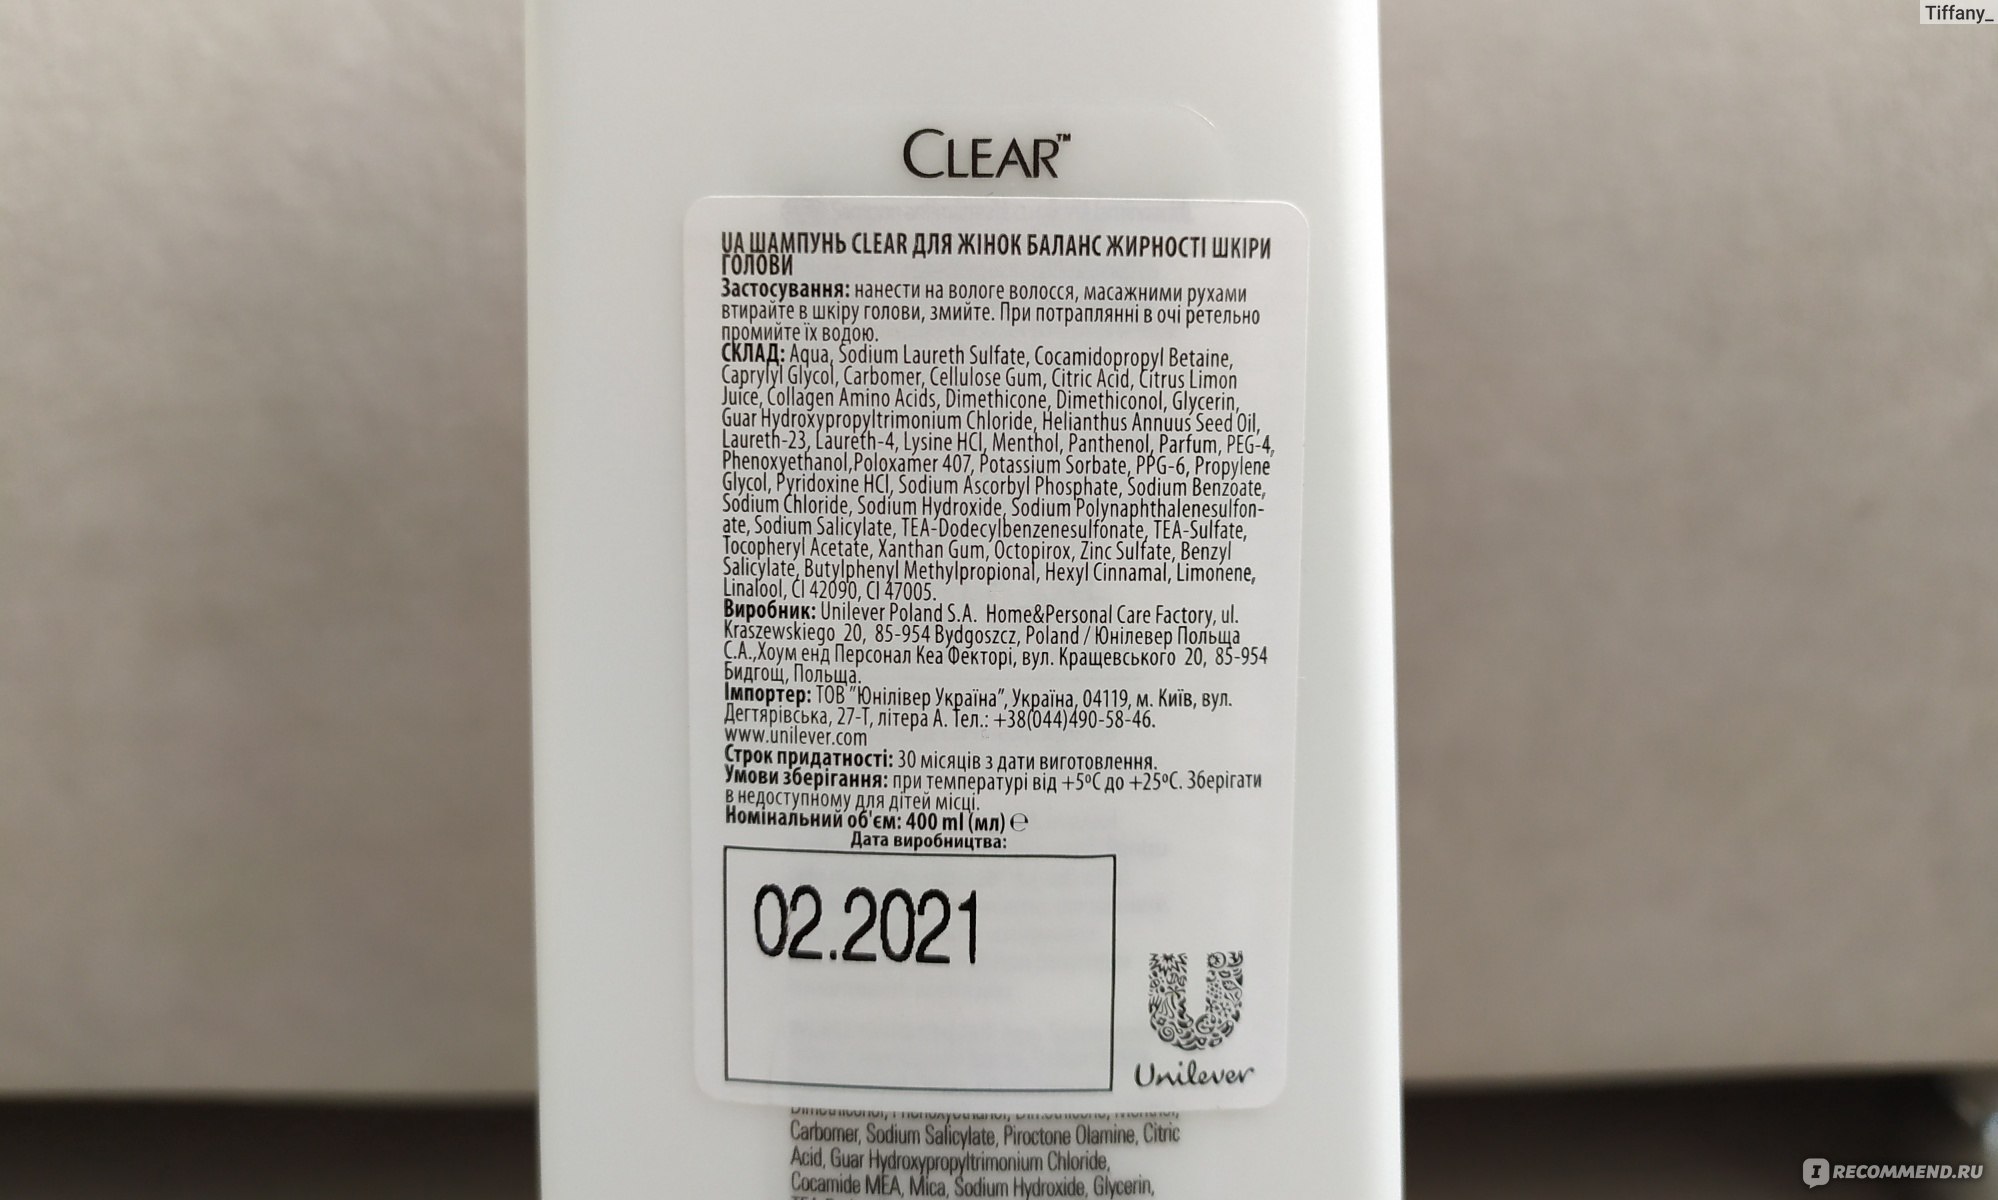 Tiffany_
CLEAR™
UA ШАМПУНЬ CLEAR ДЛЯ ЖІНОК БАЛАНС ЖИРНОСТІ ШКІРИ
ГОЛОВИ
Застосування: нанести на вологе волосся, масажними рухами
втирайте в шкіру голови, змийте. При потраплянні в очі ретельно
промийте їх водою.
СКЛАД: Aqua, Sodium Laureth Sulfate, Cocamidopropyl Betaine,
Caprylyl Glycol, Carbomer, Cellulose Gum, Citric Acid, Citrus Limon
Juice, Collagen Amino Acids, Dimethicone, Dimethiconol, Glycerin,
Guar Hydroxypropyltrimonium Chloride, Helianthus Annuus Seed Oil,
Laureth-23, Laureth-4, Lysine HCl, Menthol, Panthenol, Parfum, PEG-4,
Phenoxyethanol,Poloxamer 407, Potassium Sorbate, PPG-6, Propylene
Glycol, Pyridoxine HCl, Sodium Ascorbyl Phosphate, Sodium Benzoate,
Sodium Chloride, Sodium Hydroxide, Sodium Polynaphthalenesulfon-
ate, Sodium Salicylate, TEA-Dodecylbenzenesulfonate, TEA-Sulfate,
Tocopheryl Acetate, Xanthan Gum, Octopirox, Zinc Sulfate, Benzyl
Salicylate, Butylphenyl Methylpropional, Hexyl Cinnamal, Limonene,
Linalool, CI 42090, CI 47005.
Виробник: Unilever Poland S.A. Home&Personal Care Factory, ul.
Kraszewskiego 20, 85-954 Bydgoszcz, Poland / Юнілевер Польща
С.А.,Хоум енд Персонал Кеа Фекторі, вул. Кращевського 20, 85-954
Бидгощ, Польща.
Імпортер: ТОВ "Юнілівер Україна", Україна, 04119, м. Київ, вул.
Дегтярівська, 27-Т, літера А. Тел.: +38(044)490-58-46.
www.unilever.com
Строк придатності: 30 місяців з дати виготовлення.
Умови зберігання: при температурі від +5ºС до +25ºС. Зберігати
в недоступному для дітей місці.
Номінальний об'єм: 400 ml (мл) ℮
Дата виробництва:
02.2021
Unilever
Dimethiconol, Phenoxyethanol, Dimethicone, Menthol,
Carbomer, Sodium Salicylate, Piroctone Olamine, Citric
Acid, Guar Hydroxypropyltrimonium Chloride,
Cocamide MEA, Mica, Sodium Hydroxide, Glycerin,
IRECOMMEND.RU